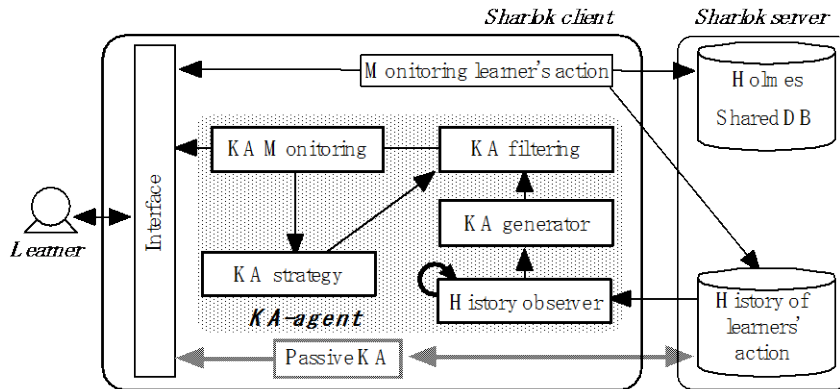 Sharlok client
Sharlok server
Monitoring learner's action
Holmes
Shared DB
KA Monitoring
KA filtering
Interface
KA generator
Learner
KA strategy
History observer
KA-agent
History of
learners'
action
Passive KA